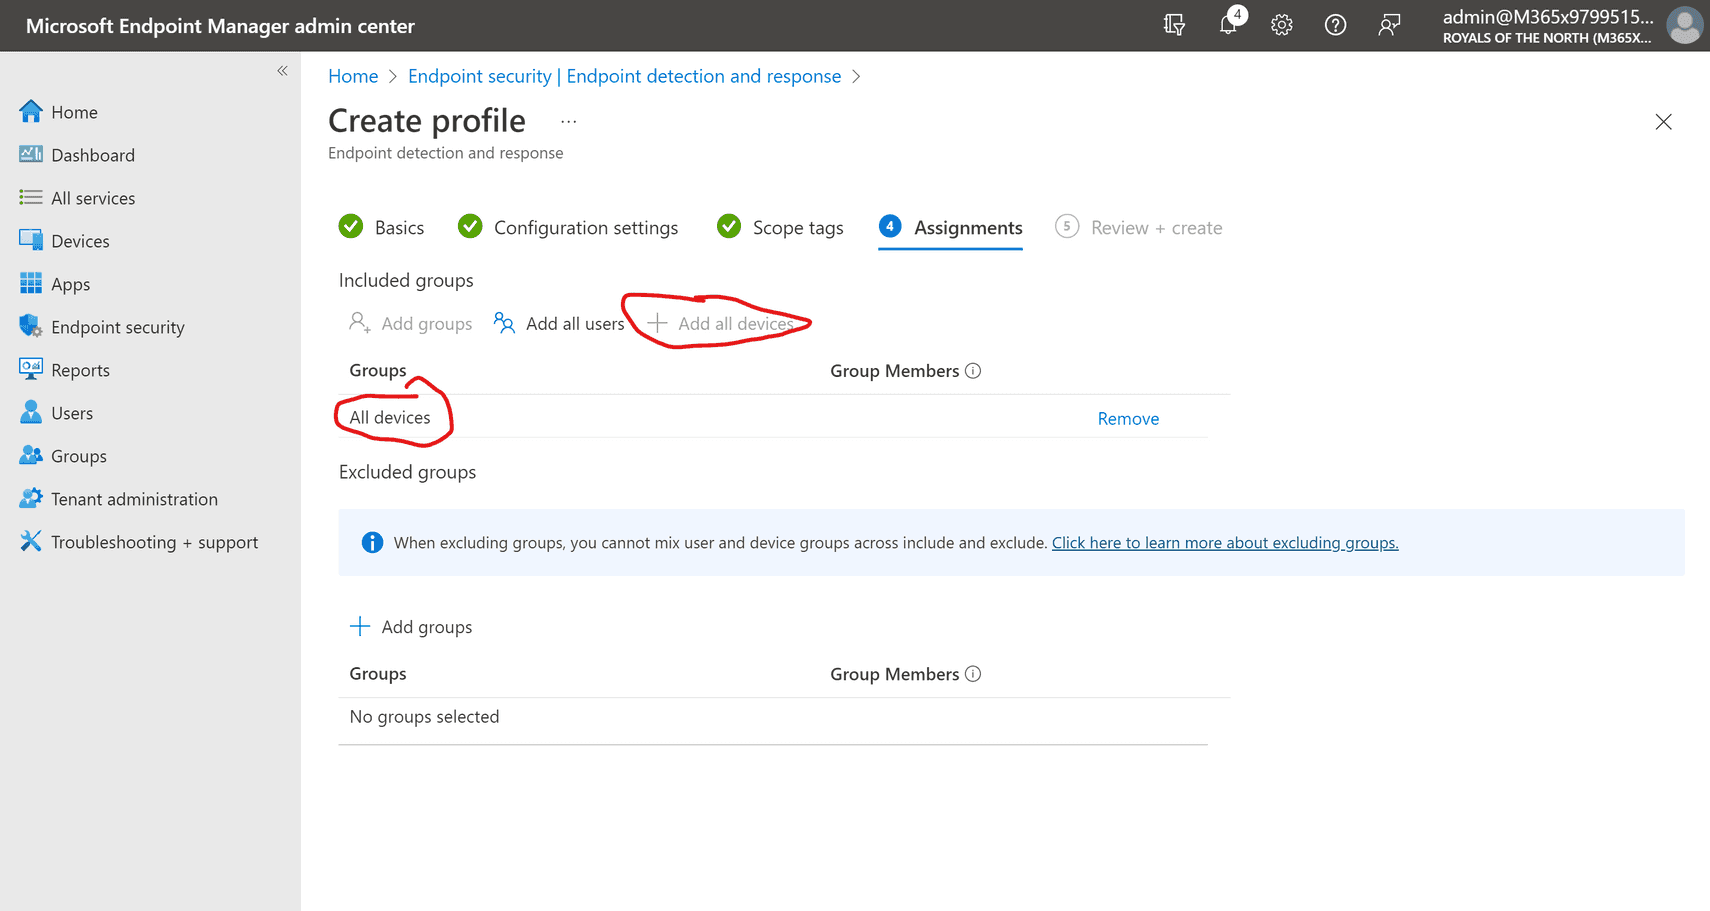 Microsoft Endpoint Manager admin center
4
admin@M365x9799515...
ROYALS OF THE NORTH (M365X...
Home
Dashboard
All services
Devices
Apps
Endpoint security
Reports
Users
Groups
Tenant administration
Troubleshooting + support
Home > Endpoint security | Endpoint detection and response >
Create profile ...
Endpoint detection and response
Basics Configuration settings Scope tags 4 Assignments 5 Review + create
Included groups
Add groups Add all users Add all devices
Groups Group Members
All devices Remove
Excluded groups
When excluding groups, you cannot mix user and device groups across include and exclude. Click here to learn more about excluding groups.
Add groups
Groups Group Members
No groups selected